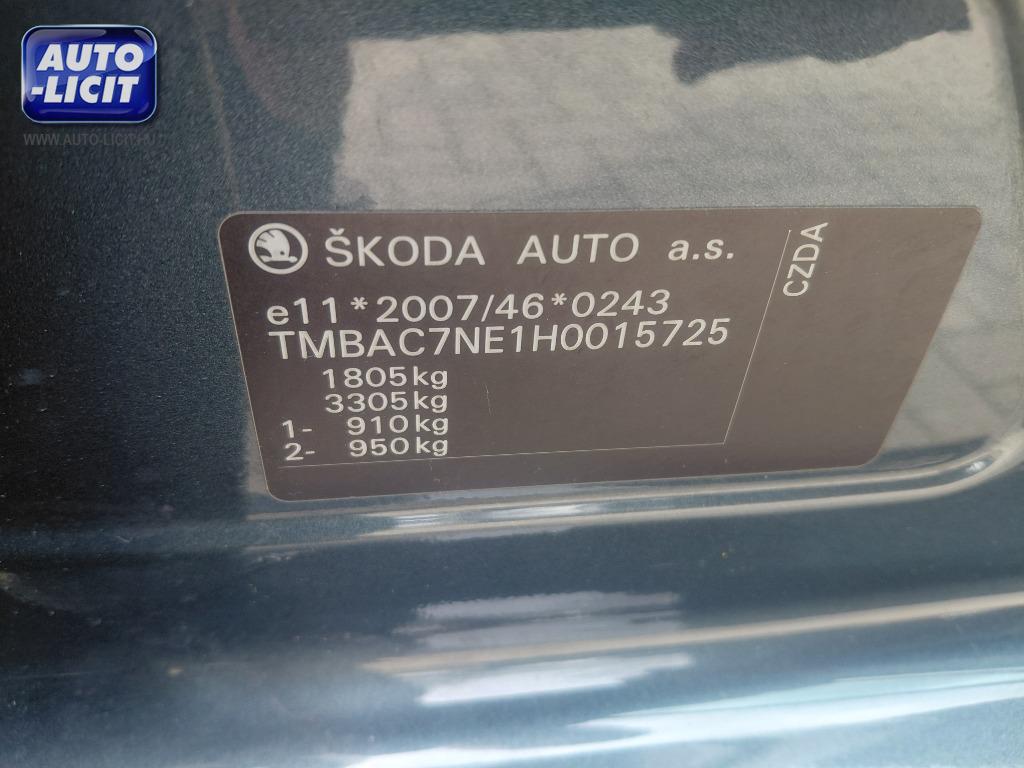 AUTO
-LICIT
WWW.AUTO-LICIT.HU
ŠKODA AUTO a.s.
CZDA
e11*2007/46*0243
TMBAC7NE1H0015725
1805kg
3305kg
1- 910kg
2- 950kg